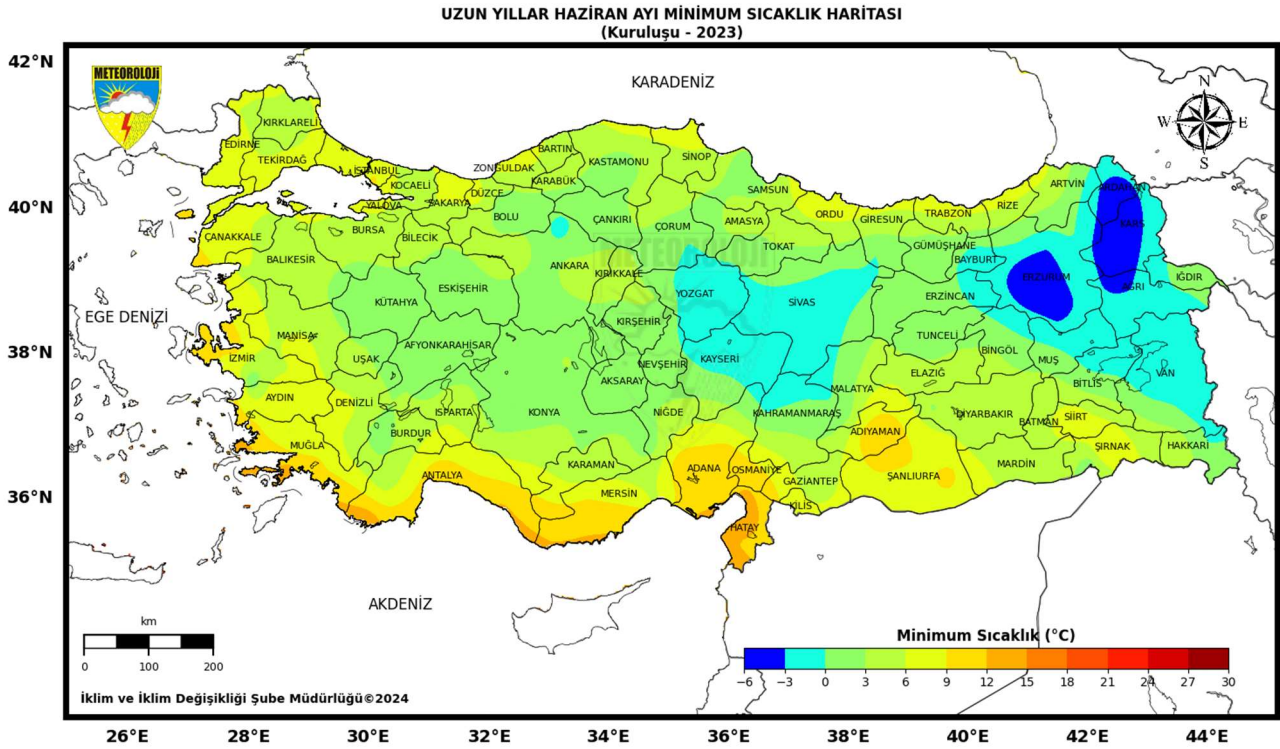 UZUN YILLAR HAZİRAN AYI MİNİMUM SICAKLIK HARİTASI
(Kuruluşu - 2023)
42°N
40°N
38°N
36°N
METEOROLOJi
KARADENİZ
N
W E
S
KIRKLARELİ
EDİRNE
TEKİRDAĞ
İSTANBUL
KOCAELİ
YALOVA
SAKARYA
DÜZCE
ZONGULDAK
BARTIN
KARABÜK
KASTAMONU
SİNOP
SAMSUN
ORDU
GİRESUN
TRABZON
RİZE
ARTVİN
ARDAHAN
KARS
ÇANAKKALE
BURSA
BİLECİK
BOLU
ÇANKIRI
ÇORUM
AMASYA
TOKAT
GÜMÜŞHANE
BAYBURT
BALIKESİR
ANKARA
KIRIKKALE
METEOROLOJİ
ERZURUM
AĞRI
IĞDIR
KÜTAHYA
ESKİŞEHİR
YOZGAT
SİVAS
ERZİNCAN
EGE DENİZİ
MANİSA
İZMİR
UŞAK
AFYONKARAHİSAR
KIRŞEHİR
NEVŞEHİR
KAYSERİ
TUNCELİ
BİNGÖL
MUŞ
BİTLİS
VAN
AKSARAY
ELAZIĞ
MALATYA
AYDIN
DENİZLİ
ISPARTA
BURDUR
KONYA
NİĞDE
KAHRAMANMARAŞ
ADIYAMAN
DİYARBAKIR
BATMAN
SİİRT
ŞIRNAK
HAKKARİ
MUĞLA
ANTALYA
KARAMAN
MERSİN
ADANA
OSMANİYE
GAZİANTEP
KİLİS
ŞANLIURFA
MARDİN
HATAY
AKDENİZ
km
0 100 200
Minimum Sıcaklık (°C)
−6 −3 0 3 6 9 12 15 18 21 24 27 30
İklim ve İklim Değişikliği Şube Müdürlüğü©2024
26°E 28°E 30°E 32°E 34°E 36°E 38°E 40°E 42°E 44°E